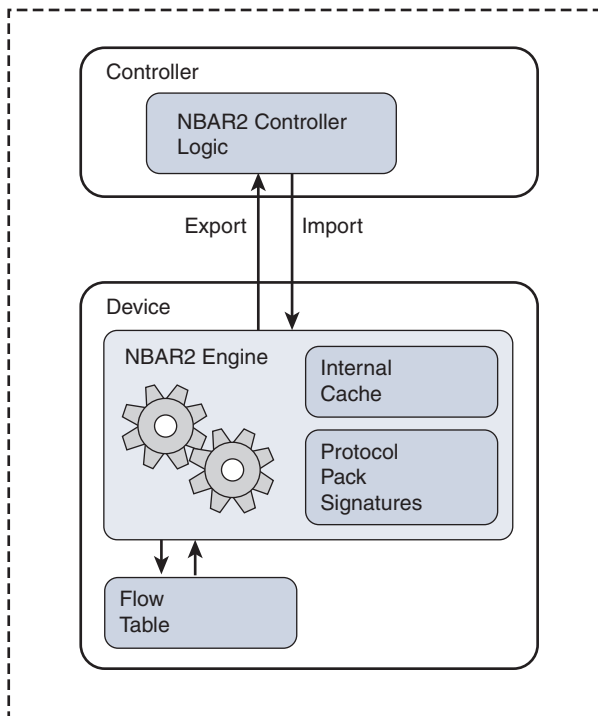 Controller
NBAR2 Controller
Logic
Export
Import
Device
NBAR2 Engine
Internal
Cache
Protocol
Pack
Signatures
Flow
Table